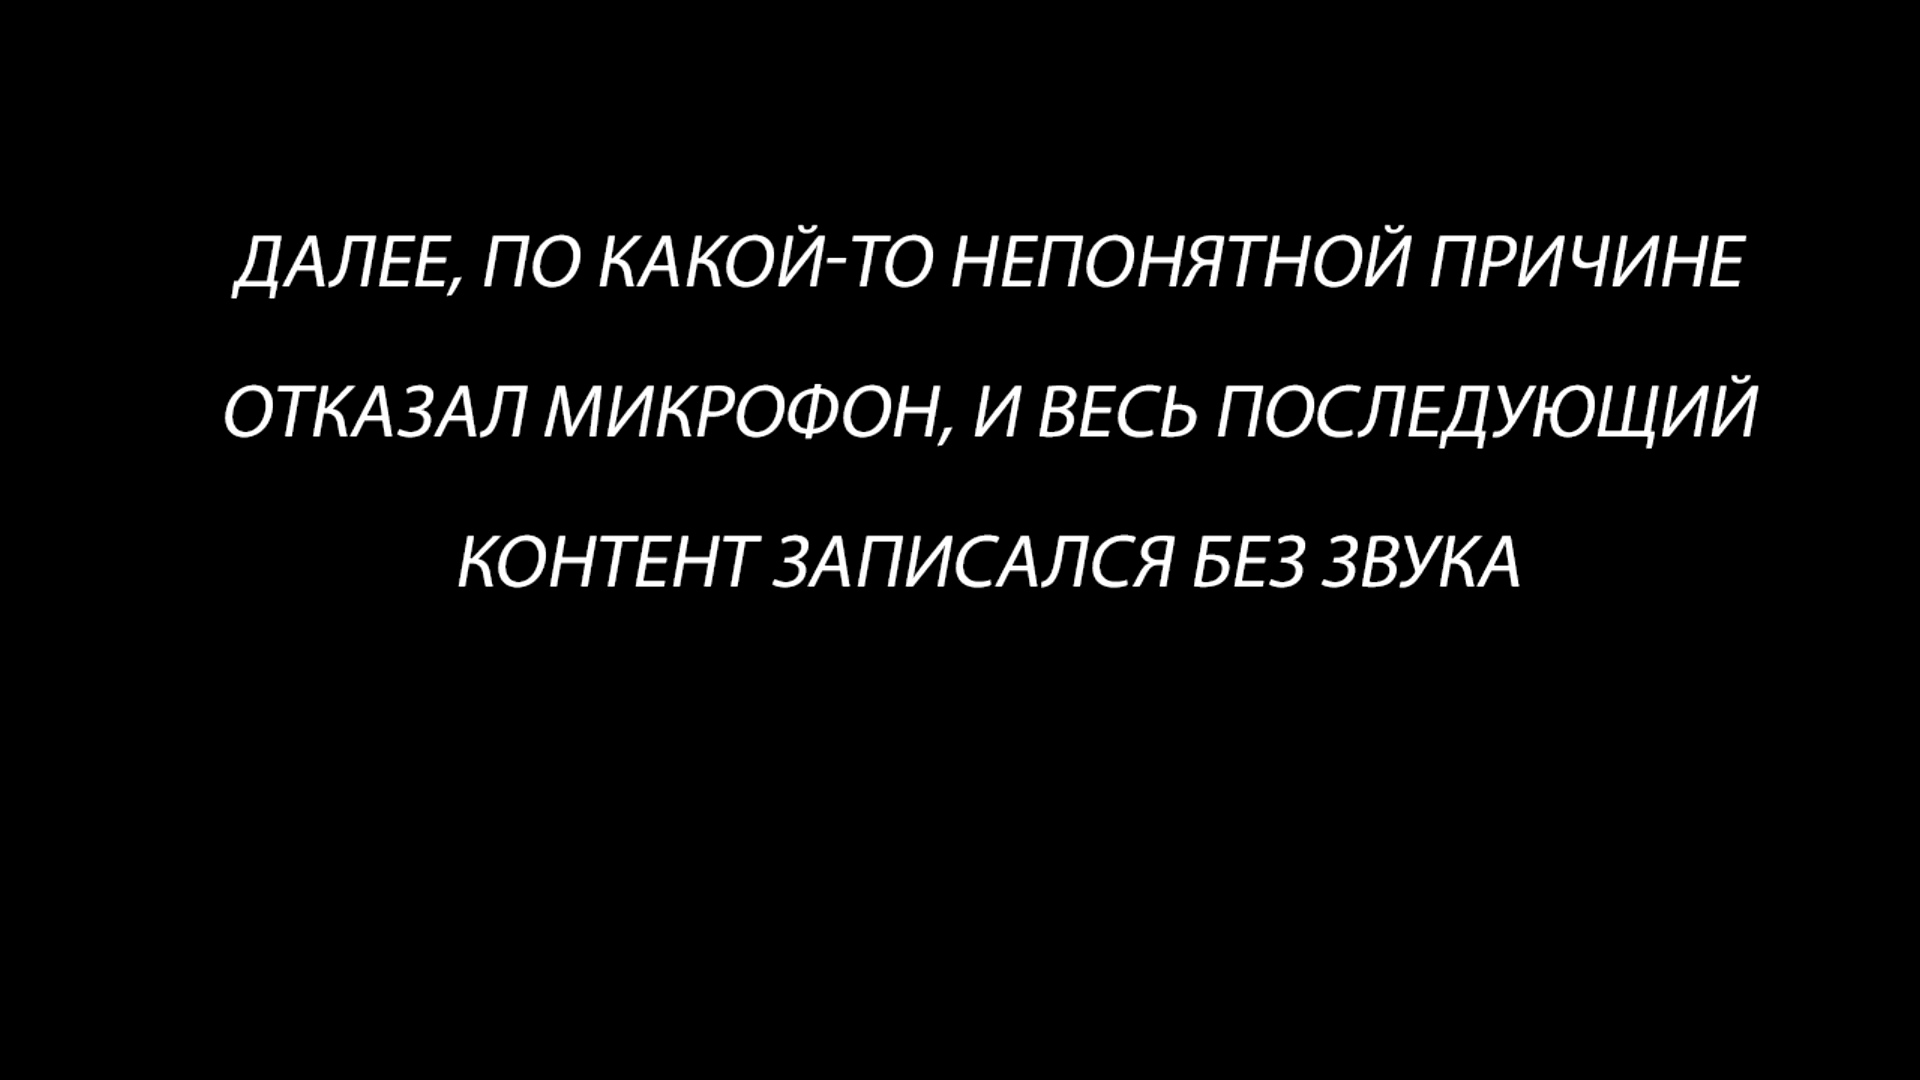 ДАЛЕЕ, ПО КАКОЙ-ТО НЕПОНЯТНОЙ ПРИЧИНЕ
ОТКАЗАЛ МИКРОФОН, И ВЕСЬ ПОСЛЕДУЮЩИЙ
КОНТЕНТ ЗАПИСАЛСЯ БЕЗ ЗВУКА